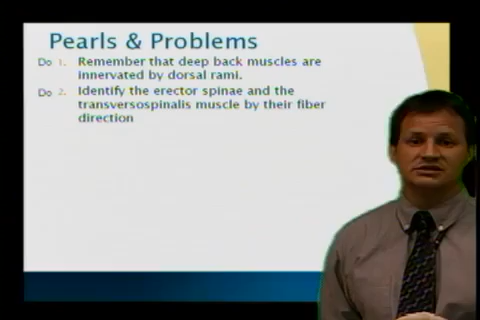 Pearls & Problems
Do 1. Remember that deep back muscles are
innervated by dorsal rami.
Do 2. Identify the erector spinae and the
transversospinalis muscle by their fiber
direction